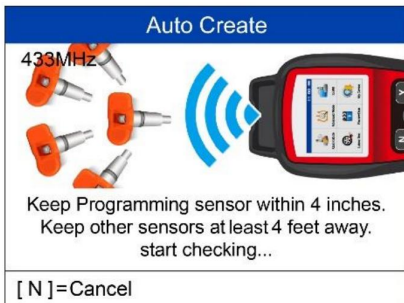 Auto Create
433MHz
Keep Programming sensor within 4 inches.
Keep other sensors at least 4 feet away.
start checking...
[ N ]=Cancel
Y
N